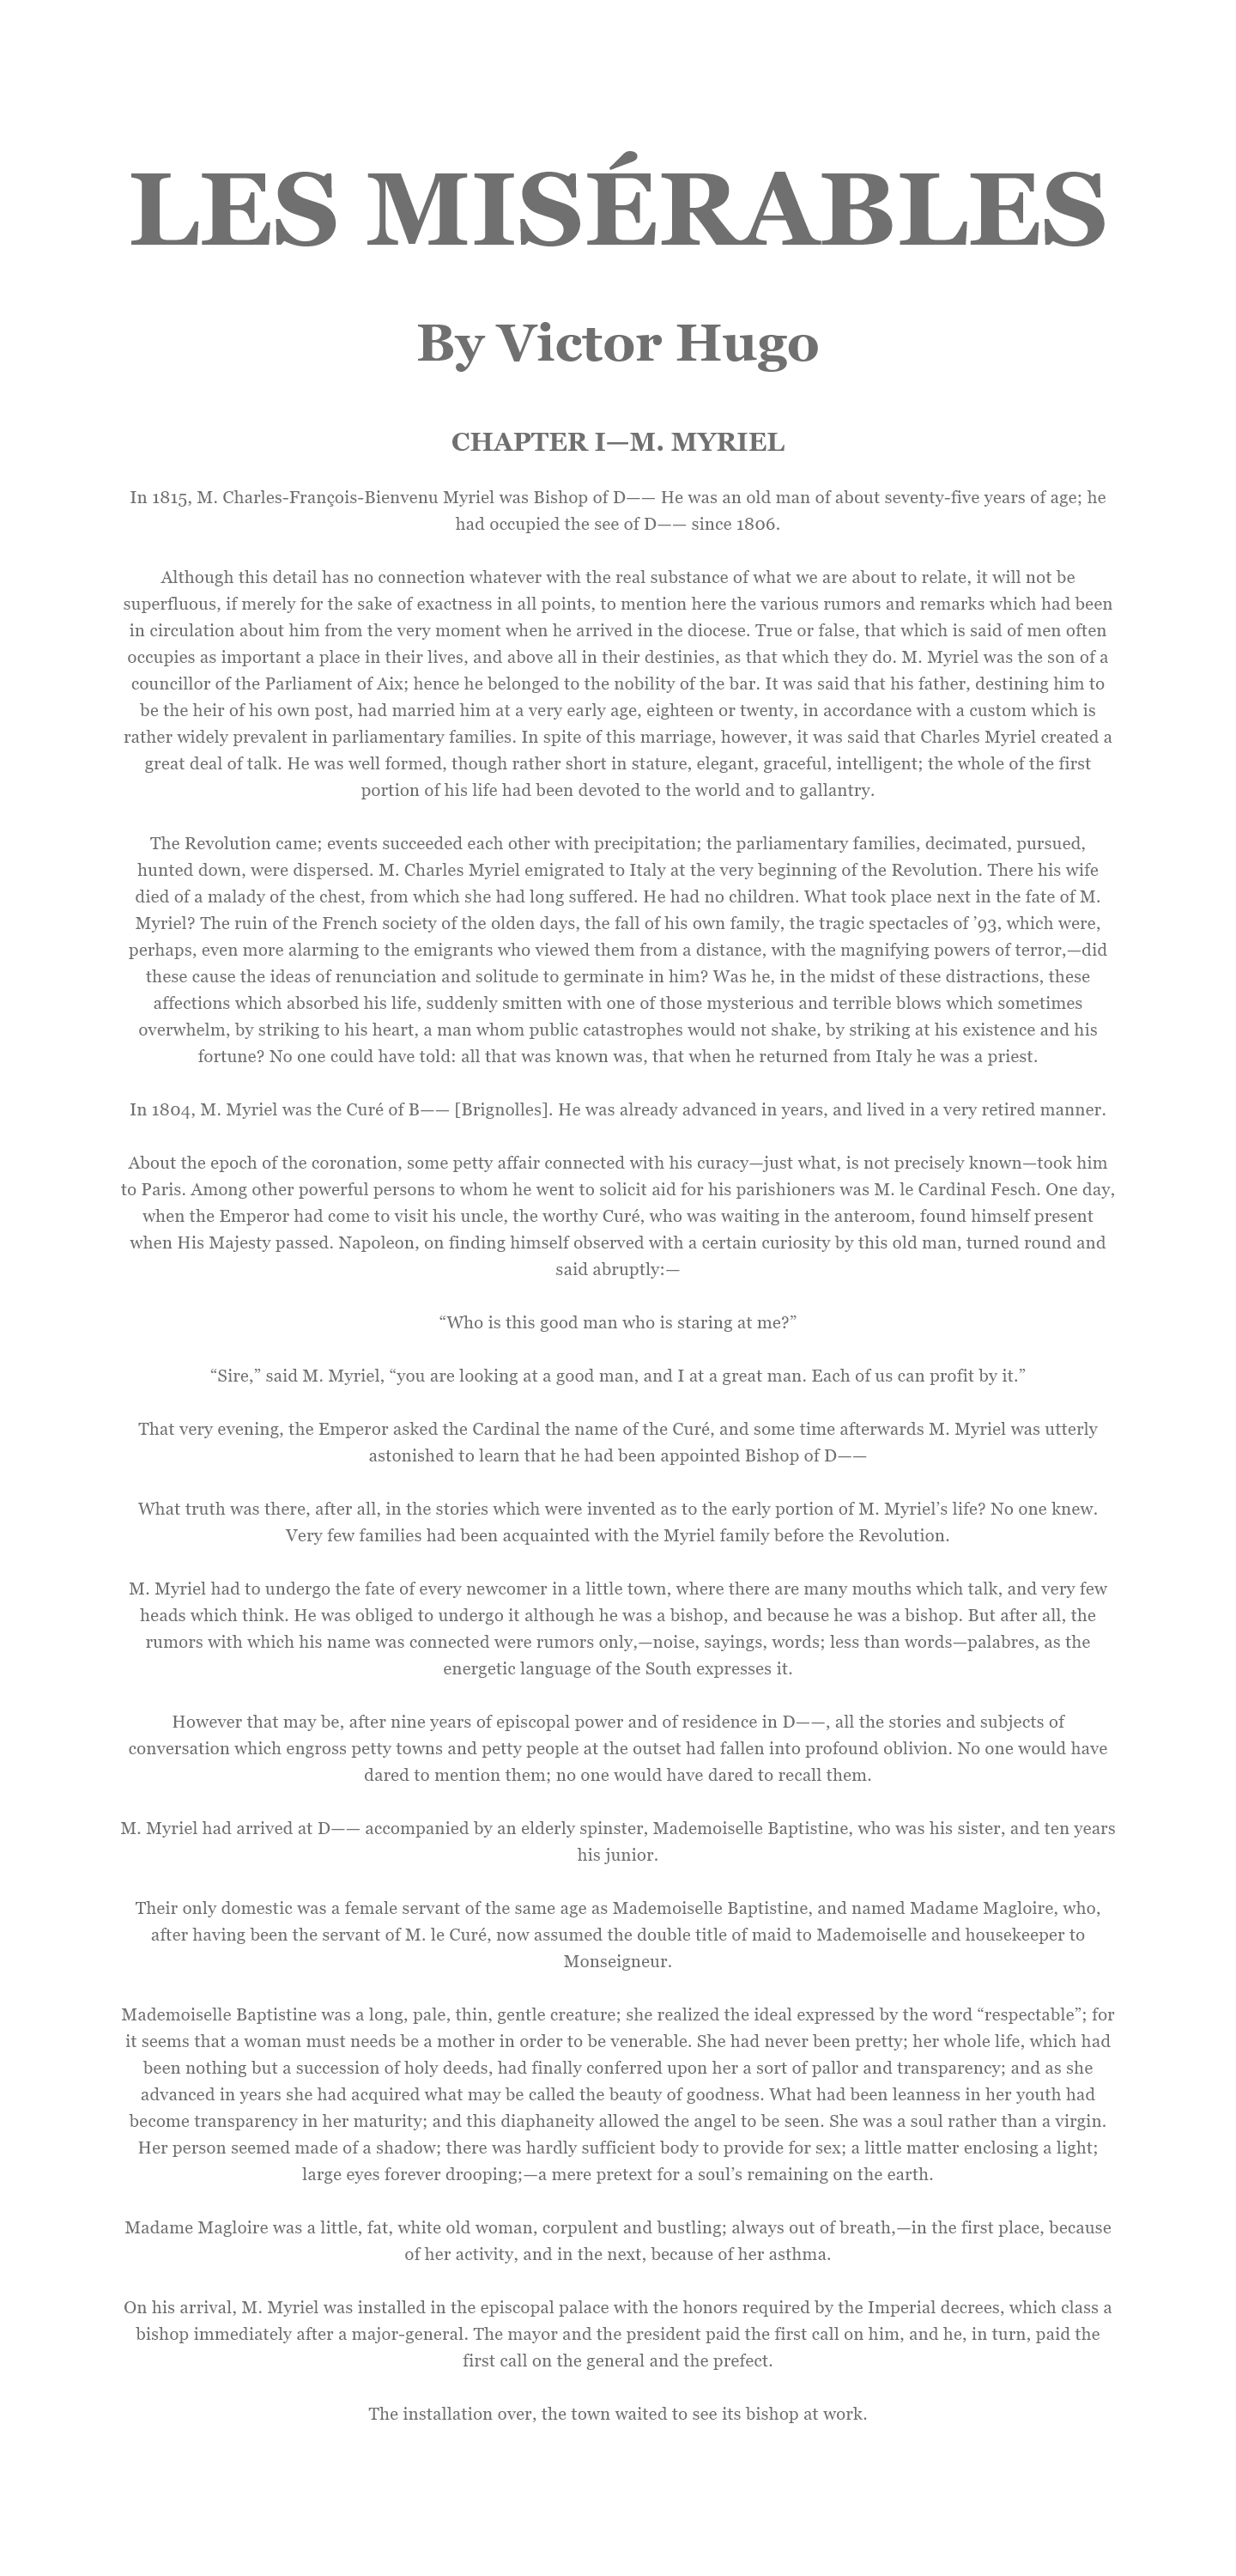 LES MISÉRABLES
By Victor Hugo
CHAPTER I—M. MYRIEL
In 1815, M. Charles-François-Bienvenu Myriel was Bishop of D—— He was an old man of about seventy-five years of age; he
had occupied the see of D—— since 1806.
Although this detail has no connection whatever with the real substance of what we are about to relate, it will not be
superfluous, if merely for the sake of exactness in all points, to mention here the various rumors and remarks which had been
in circulation about him from the very moment when he arrived in the diocese. True or false, that which is said of men often
occupies as important a place in their lives, and above all in their destinies, as that which they do. M. Myriel was the son of a
councillor of the Parliament of Aix; hence he belonged to the nobility of the bar. It was said that his father, destining him to
be the heir of his own post, had married him at a very early age, eighteen or twenty, in accordance with a custom which is
rather widely prevalent in parliamentary families. In spite of this marriage, however, it was said that Charles Myriel created a
great deal of talk. He was well formed, though rather short in stature, elegant, graceful, intelligent; the whole of the first
portion of his life had been devoted to the world and to gallantry.
The Revolution came; events succeeded each other with precipitation; the parliamentary families, decimated, pursued,
hunted down, were dispersed. M. Charles Myriel emigrated to Italy at the very beginning of the Revolution. There his wife
died of a malady of the chest, from which she had long suffered. He had no children. What took place next in the fate of M.
Myriel? The ruin of the French society of the olden days, the fall of his own family, the tragic spectacles of ’93, which were,
perhaps, even more alarming to the emigrants who viewed them from a distance, with the magnifying powers of terror,—did
these cause the ideas of renunciation and solitude to germinate in him? Was he, in the midst of these distractions, these
affections which absorbed his life, suddenly smitten with one of those mysterious and terrible blows which sometimes
overwhelm, by striking to his heart, a man whom public catastrophes would not shake, by striking at his existence and his
fortune? No one could have told: all that was known was, that when he returned from Italy he was a priest.
In 1804, M. Myriel was the Curé of B—— [Brignolles]. He was already advanced in years, and lived in a very retired manner.
About the epoch of the coronation, some petty affair connected with his curacy—just what, is not precisely known—took him
to Paris. Among other powerful persons to whom he went to solicit aid for his parishioners was M. le Cardinal Fesch. One day,
when the Emperor had come to visit his uncle, the worthy Curé, who was waiting in the anteroom, found himself present
when His Majesty passed. Napoleon, on finding himself observed with a certain curiosity by this old man, turned round and
said abruptly:—
“Who is this good man who is staring at me?”
“Sire,” said M. Myriel, “you are looking at a good man, and I at a great man. Each of us can profit by it.”
That very evening, the Emperor asked the Cardinal the name of the Curé, and some time afterwards M. Myriel was utterly
astonished to learn that he had been appointed Bishop of D——
What truth was there, after all, in the stories which were invented as to the early portion of M. Myriel’s life? No one knew.
Very few families had been acquainted with the Myriel family before the Revolution.
M. Myriel had to undergo the fate of every newcomer in a little town, where there are many mouths which talk, and very few
heads which think. He was obliged to undergo it although he was a bishop, and because he was a bishop. But after all, the
rumors with which his name was connected were rumors only,—noise, sayings, words; less than words—palabres, as the
energetic language of the South expresses it.
However that may be, after nine years of episcopal power and of residence in D——, all the stories and subjects of
conversation which engross petty towns and petty people at the outset had fallen into profound oblivion. No one would have
dared to mention them; no one would have dared to recall them.
M. Myriel had arrived at D—— accompanied by an elderly spinster, Mademoiselle Baptistine, who was his sister, and ten years
his junior.
Their only domestic was a female servant of the same age as Mademoiselle Baptistine, and named Madame Magloire, who,
after having been the servant of M. le Curé, now assumed the double title of maid to Mademoiselle and housekeeper to
Monseigneur.
Mademoiselle Baptistine was a long, pale, thin, gentle creature; she realized the ideal expressed by the word “respectable”; for
it seems that a woman must needs be a mother in order to be venerable. She had never been pretty; her whole life, which had
been nothing but a succession of holy deeds, had finally conferred upon her a sort of pallor and transparency; and as she
advanced in years she had acquired what may be called the beauty of goodness. What had been leanness in her youth had
become transparency in her maturity; and this diaphaneity allowed the angel to be seen. She was a soul rather than a virgin.
Her person seemed made of a shadow; there was hardly sufficient body to provide for sex; a little matter enclosing a light;
large eyes forever drooping;—a mere pretext for a soul’s remaining on the earth.
Madame Magloire was a little, fat, white old woman, corpulent and bustling; always out of breath,—in the first place, because
of her activity, and in the next, because of her asthma.
On his arrival, M. Myriel was installed in the episcopal palace with the honors required by the Imperial decrees, which class a
bishop immediately after a major-general. The mayor and the president paid the first call on him, and he, in turn, paid the
first call on the general and the prefect.
The installation over, the town waited to see its bishop at work.